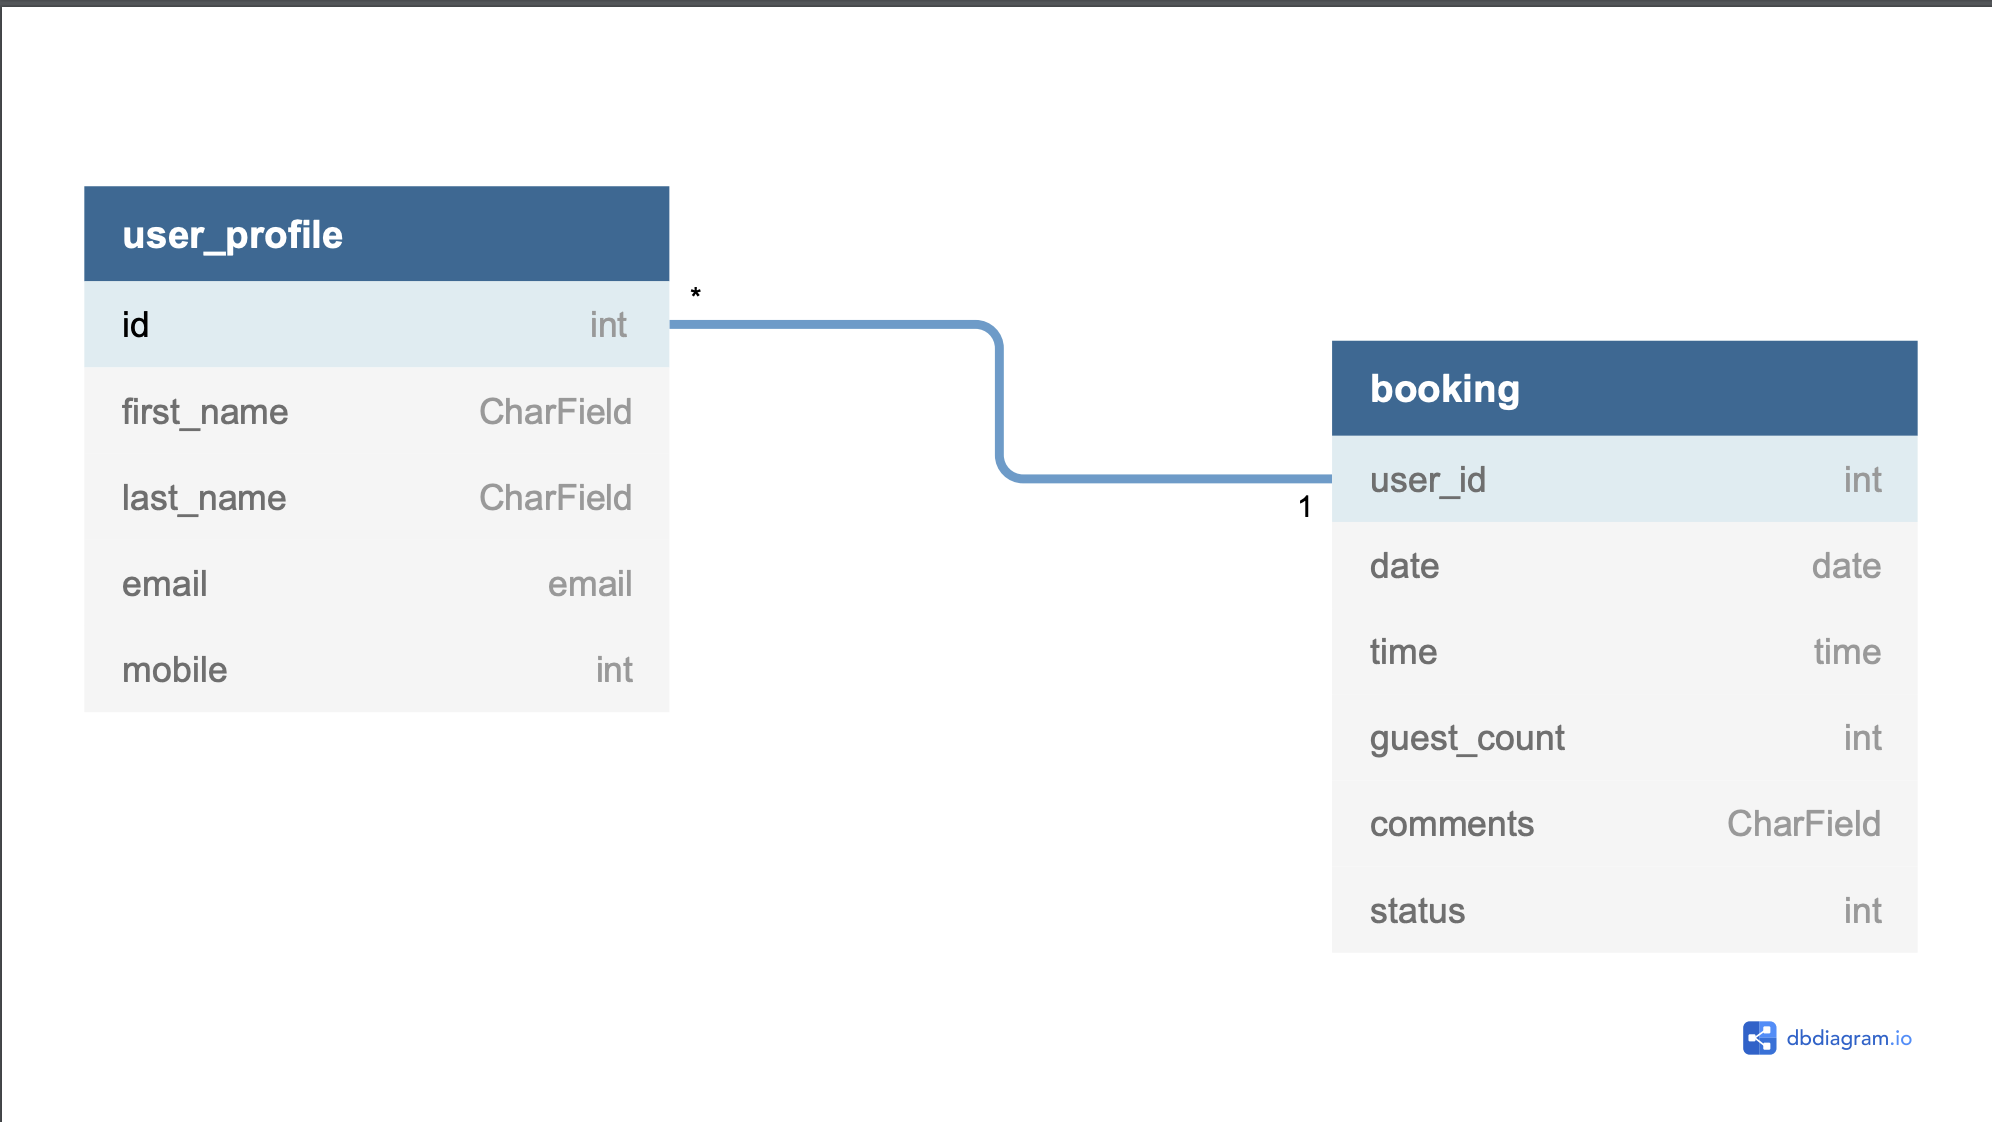 user_profile
id int
first_name CharField
last_name CharField
email email
mobile int
*
1
booking
user_id int
date date
time time
guest_count int
comments CharField
status int
dbdiagram.io